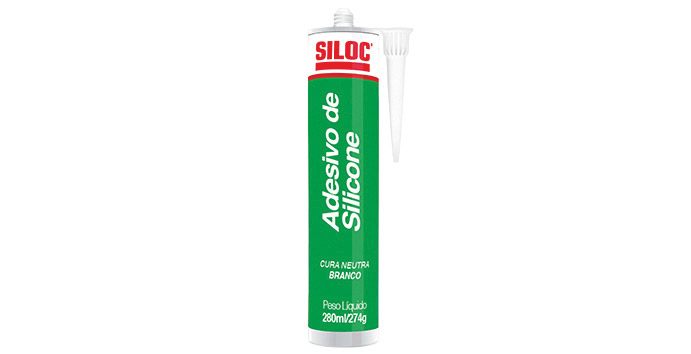 SILOC
Adesivo de
Silicone
CURA NEUTRA
BRANCO
Peso Líquido
280ml/274g